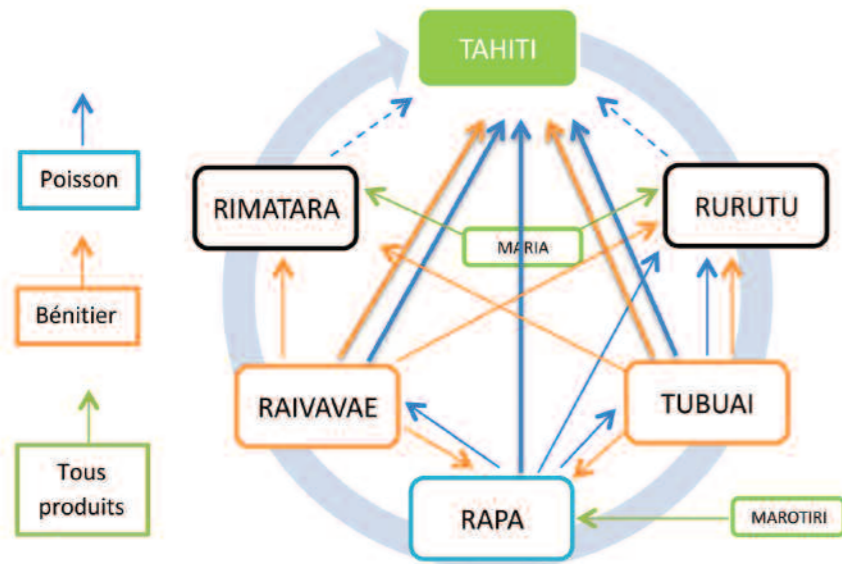 TAHITI
Poisson
RIMATARA
RURUTU
MARIA
Bénitier
RAIVAVAE
TUBUAI
Tous
produits
RAPA
MAROTIRI